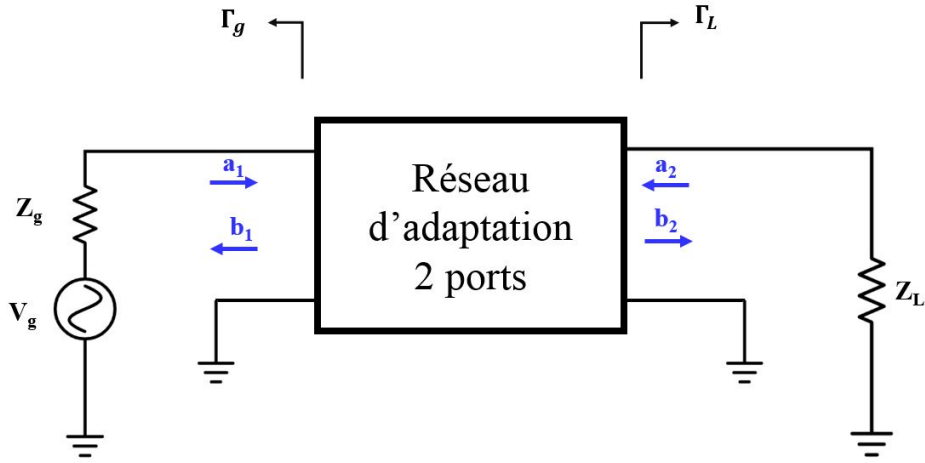 Γg
ΓL
a1
b1
Zg
Vg
Réseau
d'adaptation
2 ports
a2
b2
ZL